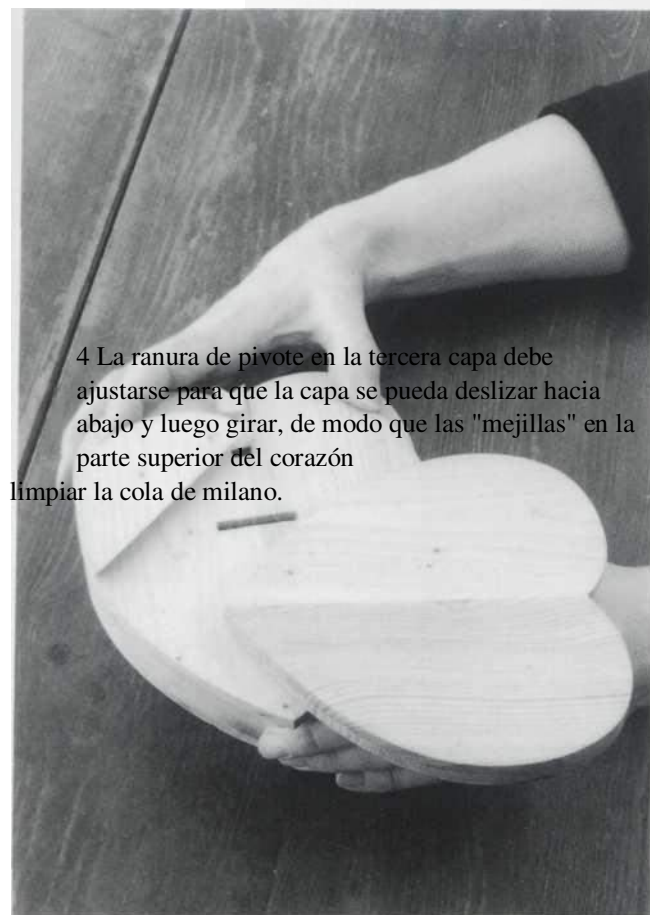 4 La ranura de pivote en la tercera capa debe
ajustarse para que la capa se pueda deslizar hacia
abajo y luego girar, de modo que las "mejillas" en la
parte superior del corazón
limpiar la cola de milano.